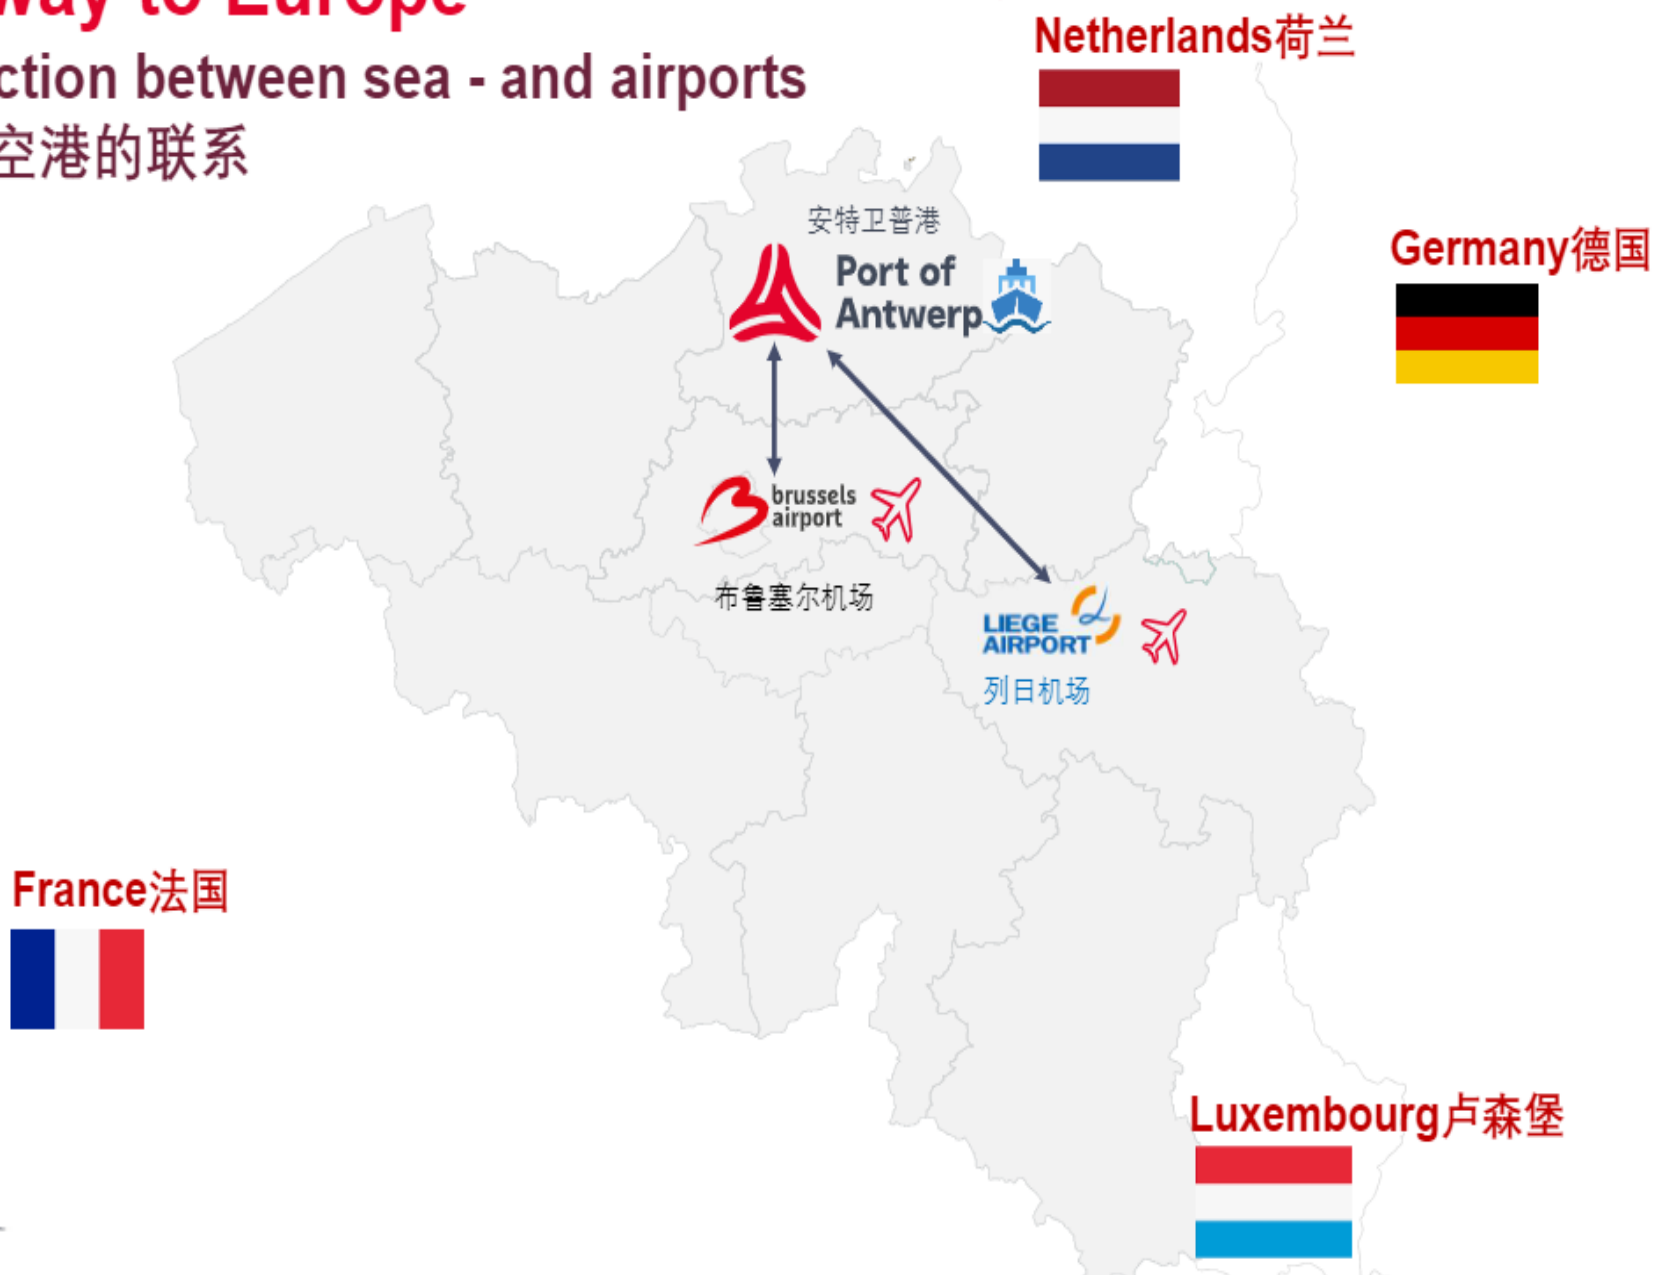 way to Europe
ction between sea - and airports
空港的联系
Netherlands荷兰
Germany德国
安特卫普港
Port of
Antwerp
brussels
airport
布鲁塞尔机场
LIEGE
AIRPORT
列日机场
France法国
Luxembourg卢森堡